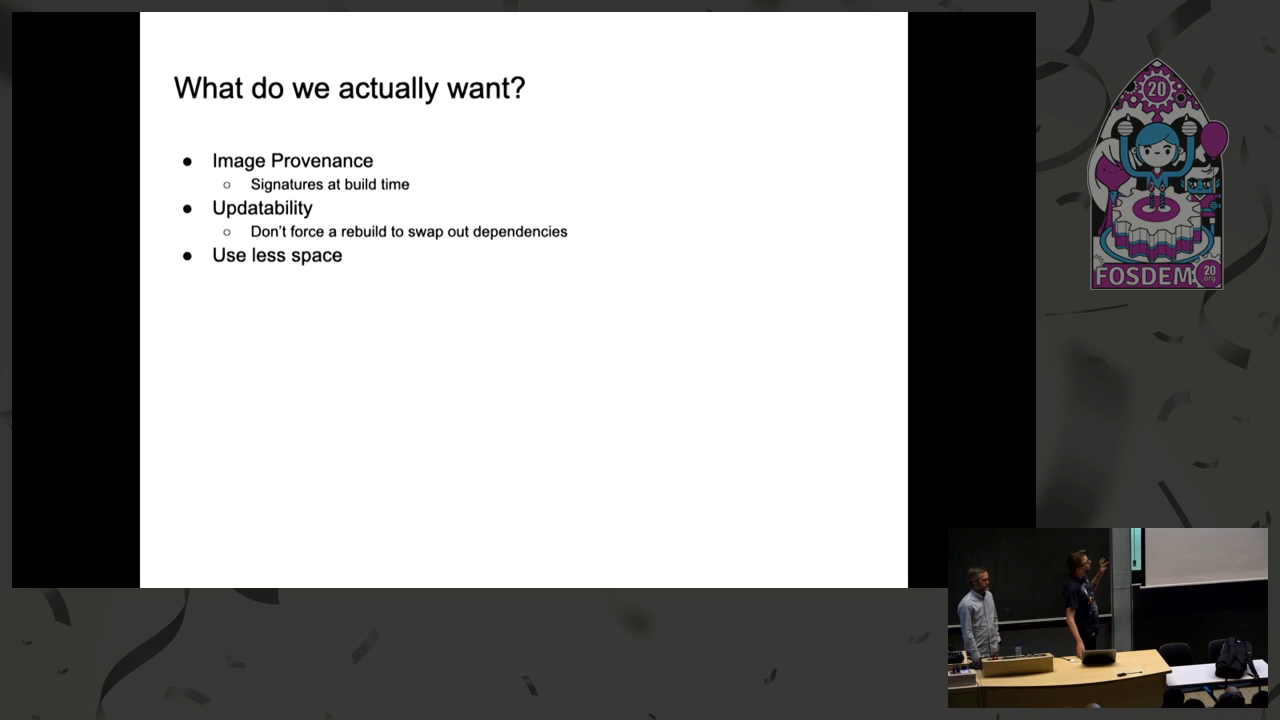 What do we actually want?
● Image Provenance
○ Signatures at build time
● Updatability
○ Don't force a rebuild to swap out dependencies
● Use less space
20
FOSDEM
20
.org